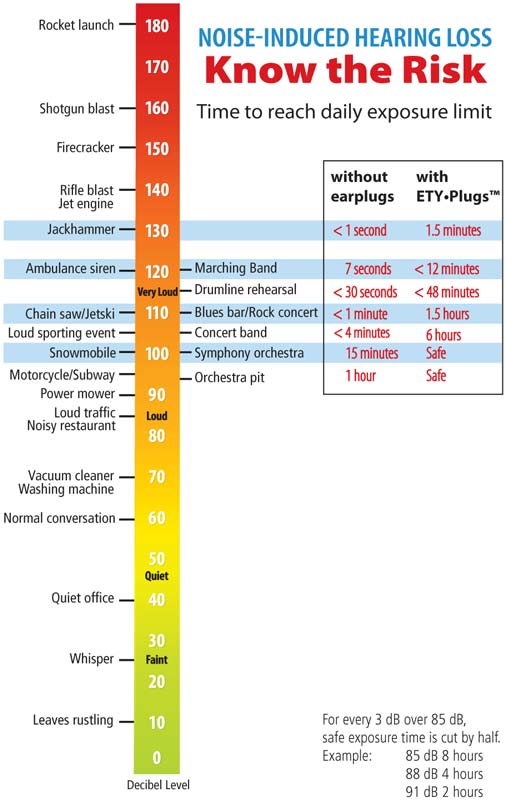 NOISE-INDUCED HEARING LOSS
Know the Risk
Time to reach daily exposure limit
without earplugs
with ETY•Plugs™
Rocket launch 180
170
Shotgun blast 160
Firecracker 150
Rifle blast
Jet engine
140
Jackhammer 130 < 1 second 1.5 minutes
Ambulance siren 120 Marching Band 7 seconds < 12 minutes
Very Loud Drumline rehearsal < 30 seconds < 48 minutes
Chain saw/Jetski 110 Blues bar/Rock concert < 1 minute 1.5 hours
Loud sporting event Concert band < 4 minutes 6 hours
Snowmobile 100 Symphony orchestra 15 minutes Safe
Motorcycle/Subway Orchestra pit 1 hour Safe
Power mower 90
Loud traffic
Noisy restaurant
Loud
80
Vacuum cleaner
Washing machine
70
Normal conversation 60
50
Quiet
Quiet office 40
30
Whisper Faint
20
Leaves rustling 10
0
Decibel Level
For every 3 dB over 85 dB,
safe exposure time is cut by half.
Example: 85 dB 8 hours
88 dB 4 hours
91 dB 2 hours